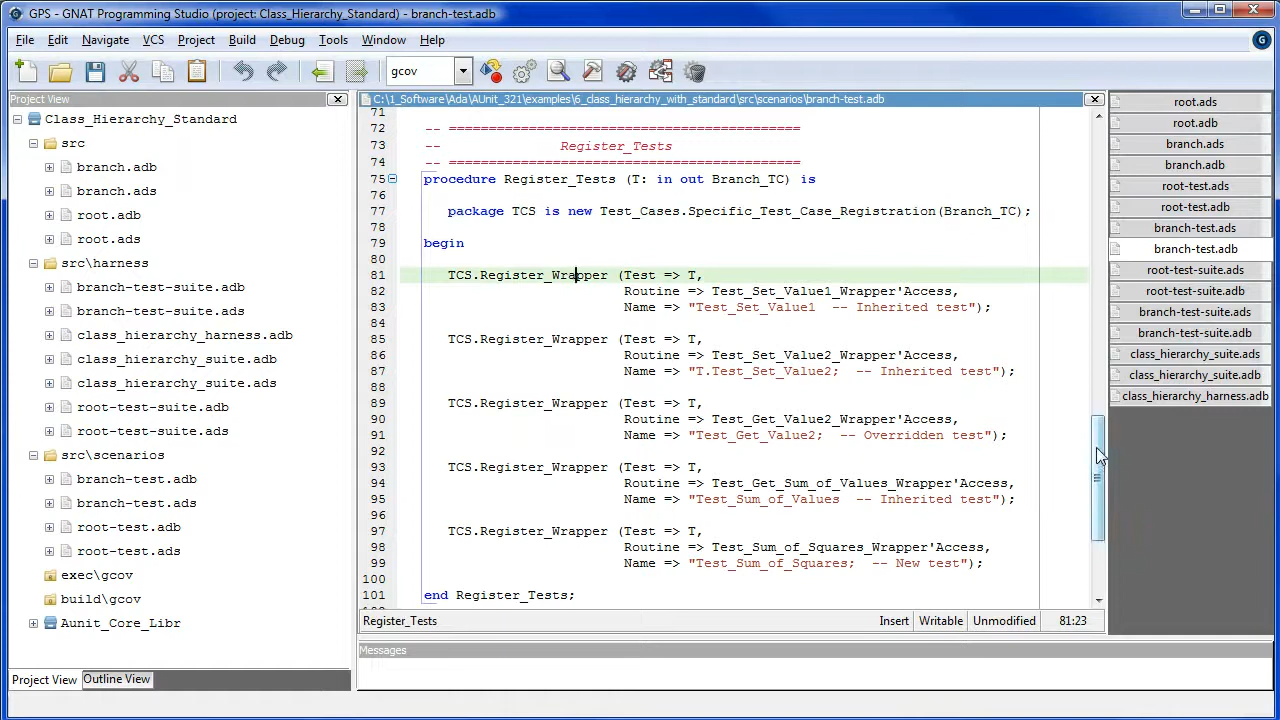 GPS - GNAT Programming Studio (project: Class_Hierarchy_Standard) - branch-test.adb
File Edit Navigate VCS Project Build Debug Tools Window Help
gcov
Project View
C:\1_Software\Ada\AUnit_321\examples\6_class_hierarchy_with_standard\src\scenarios\branch-test.adb
Class_Hierarchy_Standard
src
branch.adb
branch.ads
root.adb
root.ads
src\harness
branch-test-suite.adb
branch-test-suite.ads
class_hierarchy_harness.adb
class_hierarchy_suite.adb
class_hierarchy_suite.ads
root-test-suite.adb
root-test-suite.ads
src\scenarios
branch-test.adb
branch-test.ads
root-test.adb
root-test.ads
exec\gcov
build\gcov
Aunit_Core_Libr
Project View Outline View
71
72 -- ============================================
73 -- Register_Tests
74 -- ============================================
75 procedure Register_Tests (T: in out Branch_TC) is
76
77 package TCS is new Test_Cases.Specific_Test_Case_Registration(Branch_TC);
78
79 begin
80
81 TCS.Register_Wrapper (Test => T,
82 Routine => Test_Set_Value1_Wrapper'Access,
83 Name => "Test_Set_Value1  -- Inherited test");
84
85 TCS.Register_Wrapper (Test => T,
86 Routine => Test_Set_Value2_Wrapper'Access,
87 Name => "T.Test_Set_Value2;  -- Inherited test");
88
89 TCS.Register_Wrapper (Test => T,
90 Routine => Test_Get_Value2_Wrapper'Access,
91 Name => "Test_Get_Value2;  -- Overridden test");
92
93 TCS.Register_Wrapper (Test => T,
94 Routine => Test_Get_Sum_of_Values_Wrapper'Access,
95 Name => "Test_Sum_of_Values  -- Inherited test");
96
97 TCS.Register_Wrapper (Test => T,
98 Routine => Test_Sum_of_Squares_Wrapper'Access,
99 Name => "Test_Sum_of_Squares;  -- New test");
100
101 end Register_Tests;
Register_Tests Insert Writable Unmodified 81:23
Messages
root.ads
root.adb
branch.ads
branch.adb
root-test.ads
root-test.adb
branch-test.ads
branch-test.adb
root-test-suite.ads
root-test-suite.adb
branch-test-suite.ads
branch-test-suite.adb
class_hierarchy_suite.ads
class_hierarchy_suite.adb
class_hierarchy_harness.adb